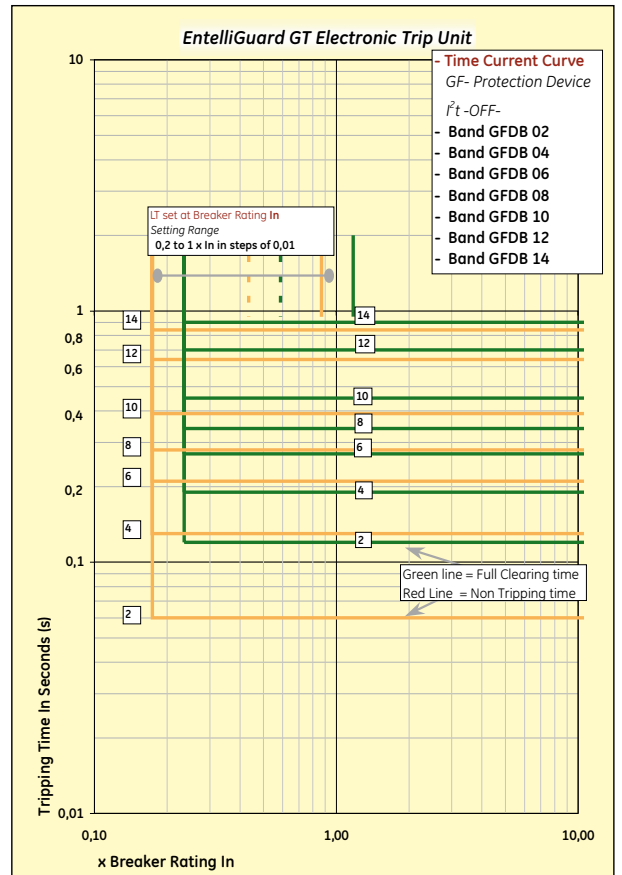 EntelliGuard GT Electronic Trip Unit
- Time Current Curve
GF- Protection Device
I²t -OFF-
- Band GFDB 02
- Band GFDB 04
- Band GFDB 06
- Band GFDB 08
- Band GFDB 10
- Band GFDB 12
- Band GFDB 14
LT set at Breaker Rating In
Setting Range
0,2 to 1 x In in steps of 0,01
10
1
0,8
0,6
0,4
0,2
0,1
0,01
14
12
10
8
6
4
2
14
12
10
8
6
4
2
Green line = Full Clearing time
Red Line = Non Tripping time
Tripping Time In Seconds (s)
0,10
1,00
10,00
x Breaker Rating In